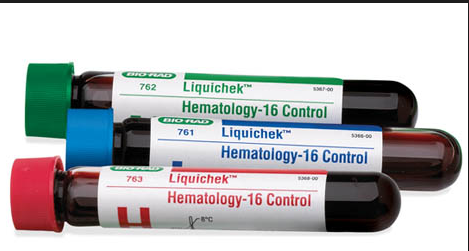 BIO-RAD
762 Liquichek™ 5367-00
Hematology-16 Control
BIO-RAD
761 Liquichek™ 5366-00
Hematology-16 Control
BIO-RAD
763 Liquichek™ 5368-00
Hematology-16 Control
8°C